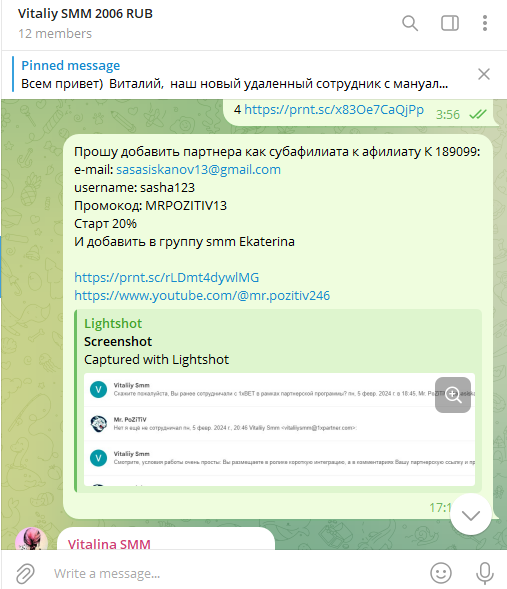 Vitaliy SMM 2006 RUB
12 members
Pinned message
Всем привет) Виталий, наш новый удаленный сотрудник с мануал...
4 https://prnt.sc/x83Oe7CaQjPp
3:56
Прошу добавить партнера как субафилиата к афилиату К 189099:
e-mail: sasasiskanov13@gmail.com
username: sasha123
Промокод: MRPOZITIV13
Старт 20%
И добавить в группу smm Ekaterina
https://prnt.sc/rLDmt4dywlMG
https://www.youtube.com/@mr.pozitiv246
Lightshot
Screenshot
Captured with Lightshot
V
Vitaliy Smm
Скажите пожалуйста, Вы ранее сотрудничали с 1хБЕТ в рамках партнерской программы? пн, 5 февр. 2024 г. в 18:45, Mr. PoZiTiV
Mr. PoZiTiV
Нет я ещё не сотрудничал пн, 5 февр. 2024 г., 20:46 Vitaliy Smm <vitaliysmm@1xpartner.com>:
V
Vitaliy Smm
Смотрите, условия работы очень просты: Вы размещаете в ролике короткую интеграцию, а в комментариях Вашу партнерскую ссылку и пр
17:1
Vitalina SMM
Write a message...